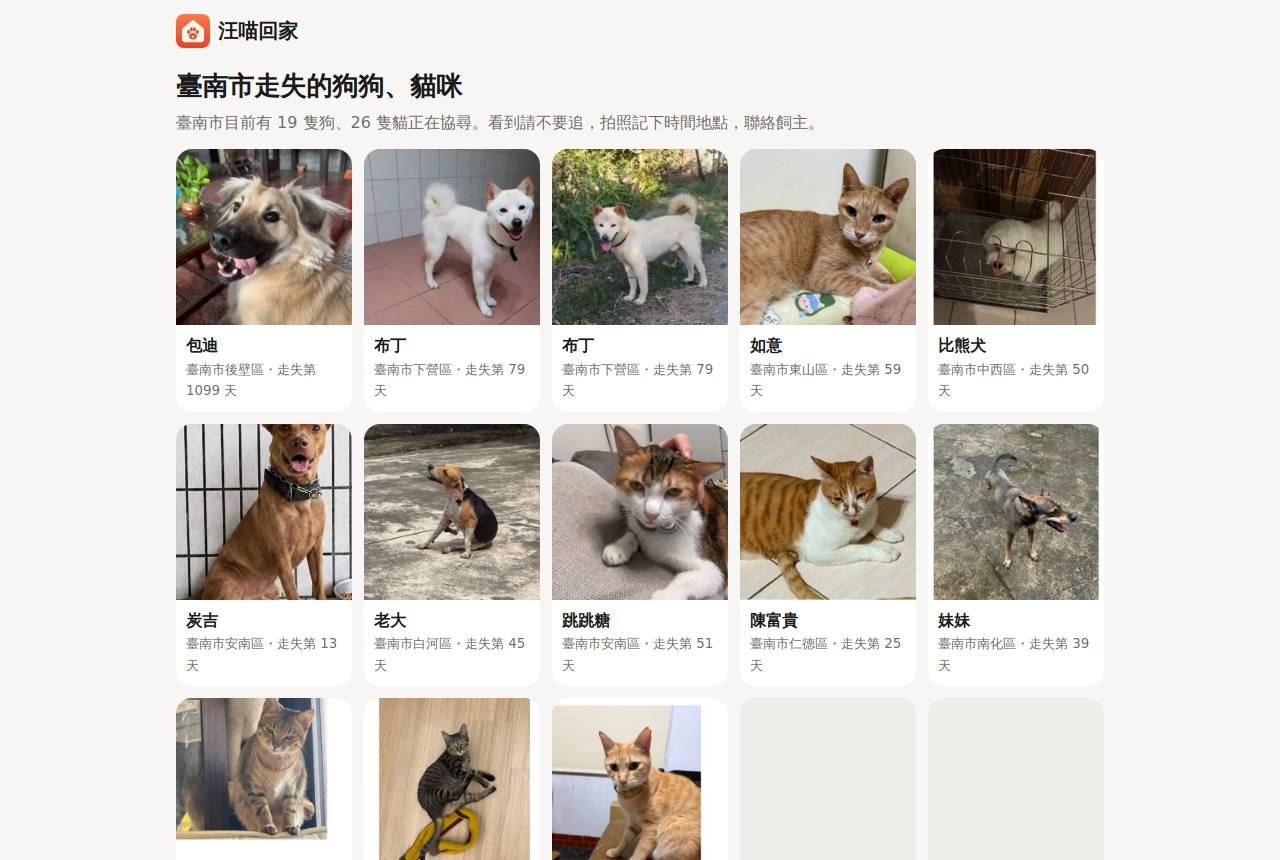 汪喵回家
臺南市走失的狗狗、貓咪
臺南市目前有 19 隻狗、26 隻貓正在協尋。看到請不要追，拍照記下時間地點，聯絡飼主。
包迪
臺南市後壁區・走失第
1099 天
布丁
臺南市下營區・走失第 79
天
布丁
臺南市下營區・走失第 79
天
如意
臺南市東山區・走失第 59
天
比熊犬
臺南市中西區・走失第 50
天
炭吉
臺南市安南區・走失第 13
天
老大
臺南市白河區・走失第 45
天
跳跳糖
臺南市安南區・走失第 51
天
陳富貴
臺南市仁德區・走失第 25
天
妹妹
臺南市南化區・走失第 39
天